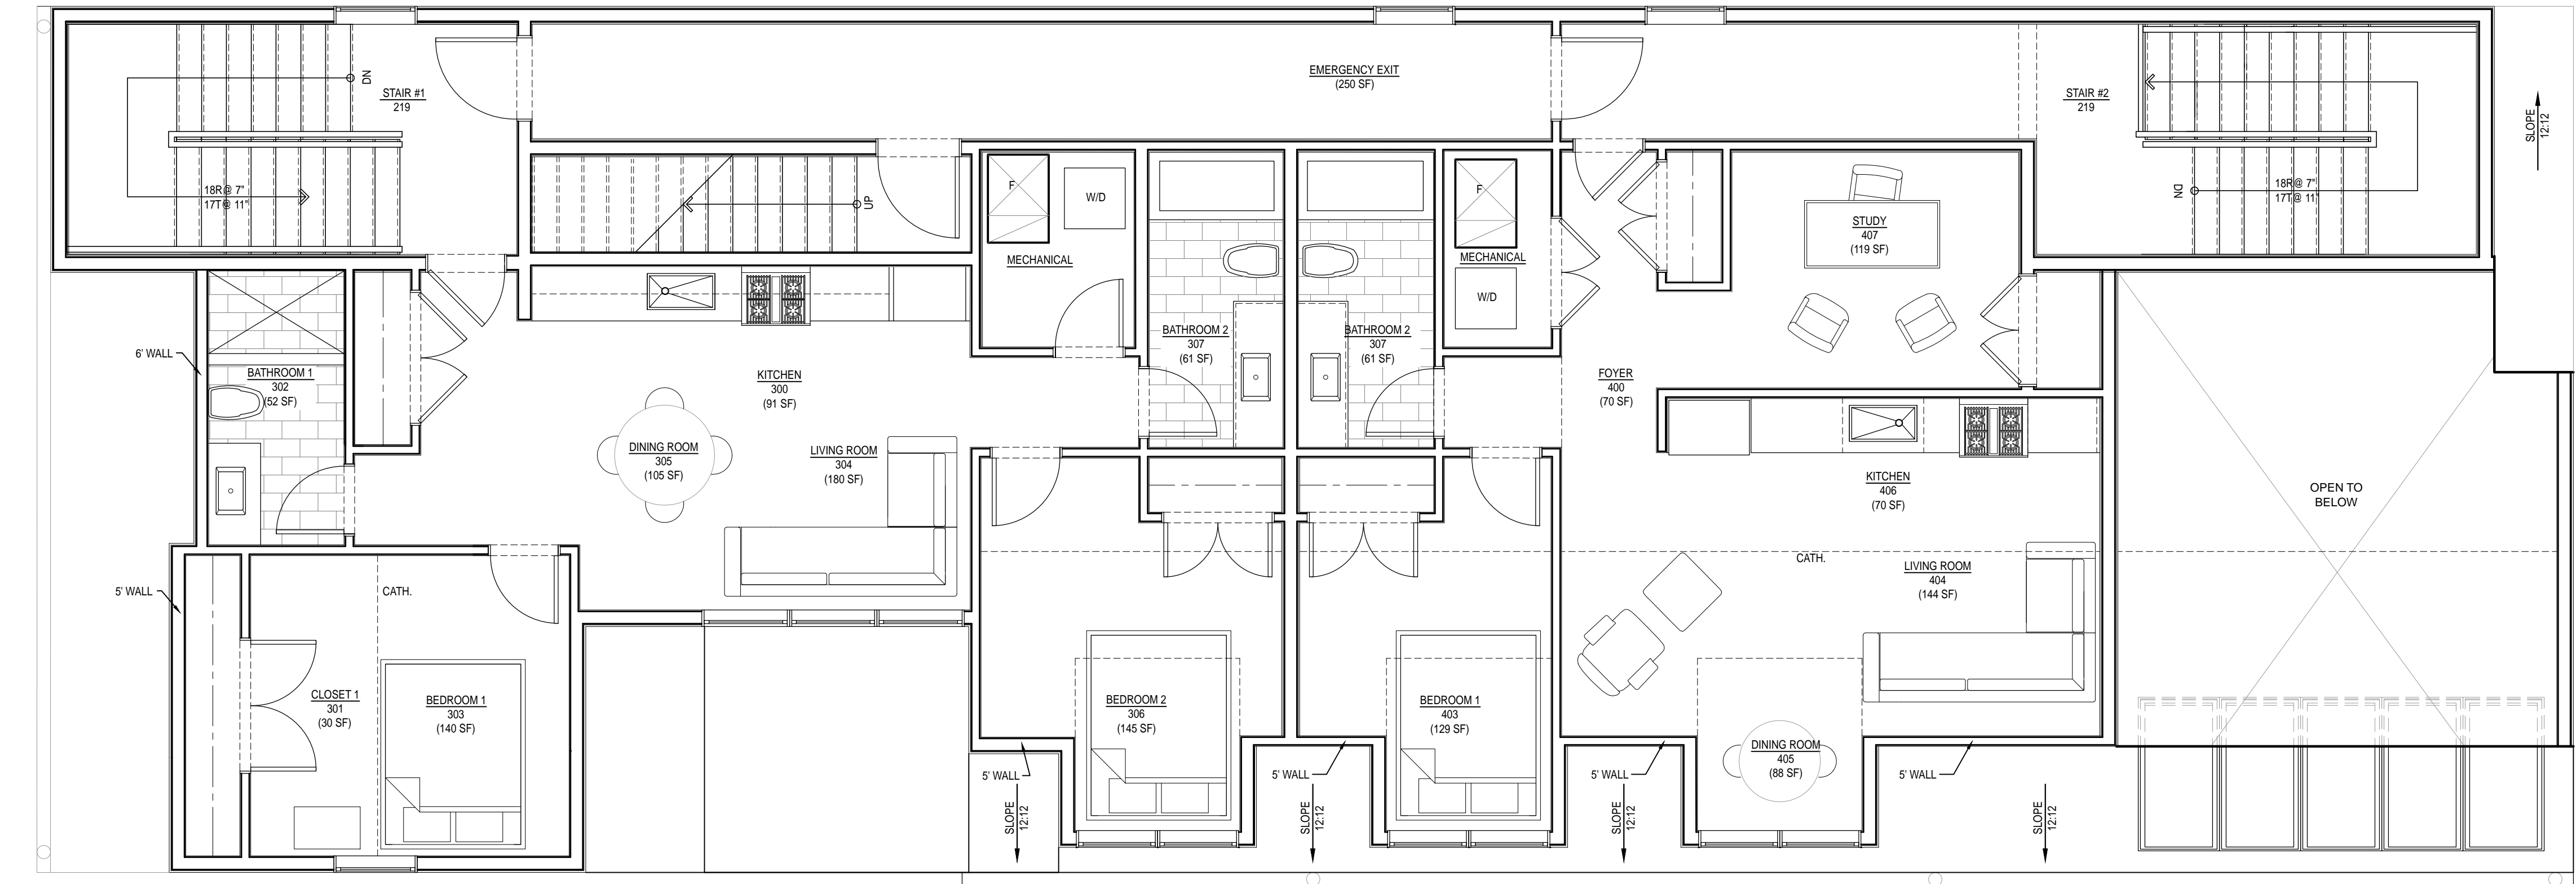 EMERGENCY EXIT
(250 SF)
DN
STAIR #1
219
18R@ 7"
17T@ 11"
UP
F
W/D
MECHANICAL
F
MECHANICAL
W/D
STUDY
407
(119 SF)
STAIR #2
219
DN
18R@ 7"
17T@ 11"
SLOPE
12:12
6' WALL
BATHROOM 1
302
(52 SF)
KITCHEN
300
(91 SF)
DINING ROOM
305
(105 SF)
LIVING ROOM
304
(180 SF)
BATHROOM 2
307
(61 SF)
BATHROOM 2
307
(61 SF)
FOYER
400
(70 SF)
KITCHEN
406
(70 SF)
OPEN TO
BELOW
5' WALL
CATH.
CATH.
LIVING ROOM
404
(144 SF)
CLOSET 1
301
(30 SF)
BEDROOM 1
303
(140 SF)
BEDROOM 2
306
(145 SF)
BEDROOM 1
403
(129 SF)
DINING ROOM
405
(88 SF)
5' WALL
5' WALL
5' WALL
5' WALL
SLOPE
12:12
SLOPE
12:12
SLOPE
12:12
SLOPE
12:12